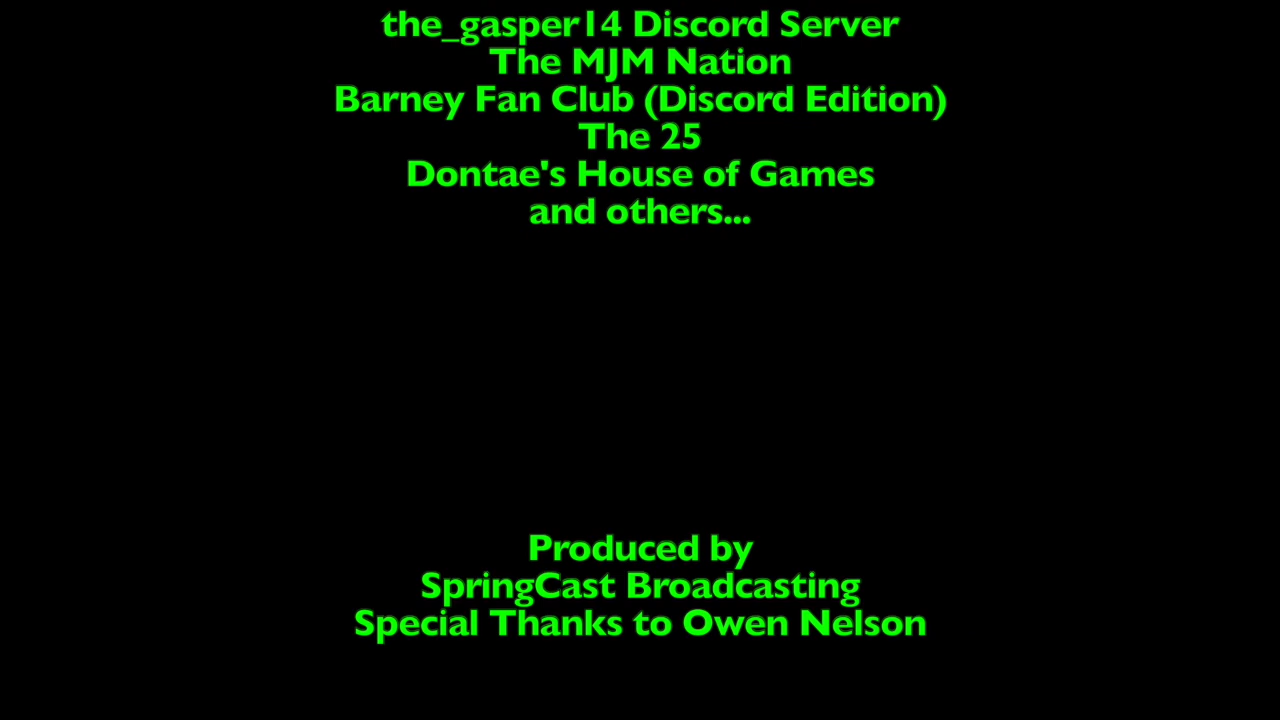 the_gasper14 Discord Server
The MJM Nation
Barney Fan Club (Discord Edition)
The 25
Dontae's House of Games
and others...
Produced by
SpringCast Broadcasting
Special Thanks to Owen Nelson